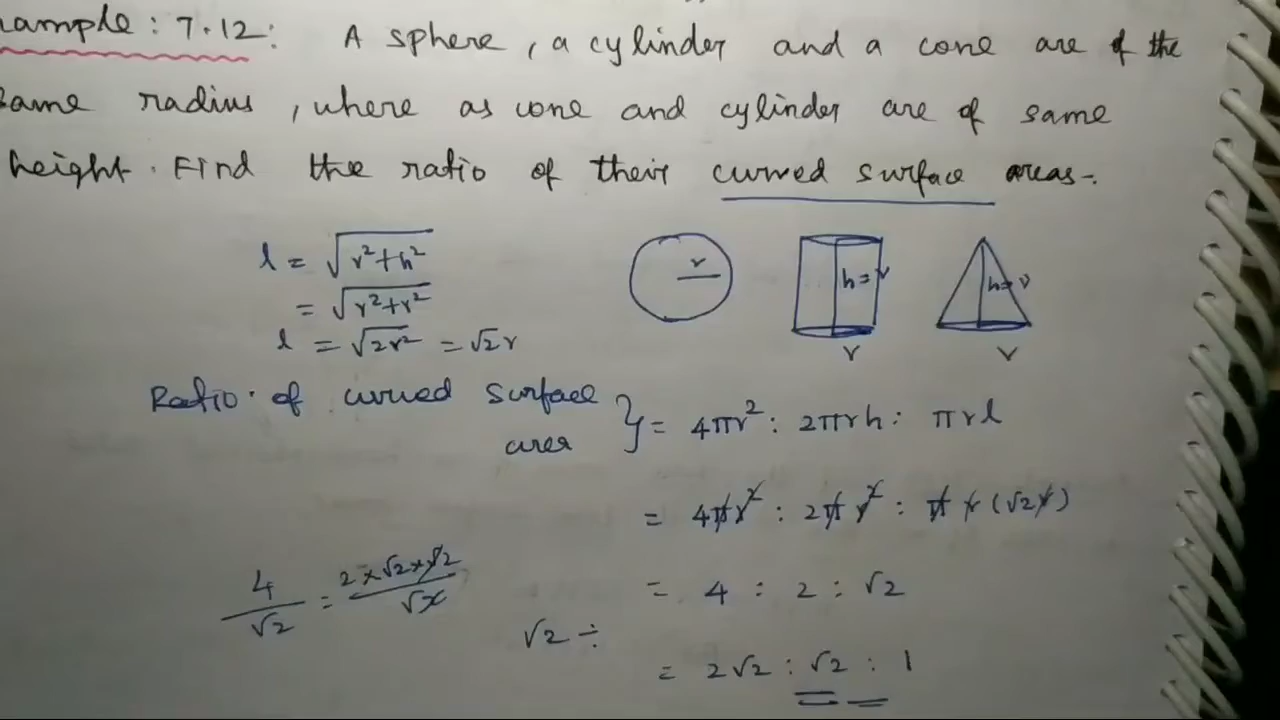 ample: 7.12: A sphere, a cylinder and a cone are of the
same radius, where as cone and cylinder are of same
height. Find the ratio of their curved surface areas.
l = √r²+h²
= √r²+r²
l = √2r² = √2r
r
h=r
r
h=r
r
Ratio of curved surface
area } = 4πr² : 2πrh : πrl
= 4πr² : 2πr² : πr(√2r)
= 4 : 2 : √2
4/√2 = 2×√2×√2/√2
√2 ÷
= 2√2 : √2 : 1